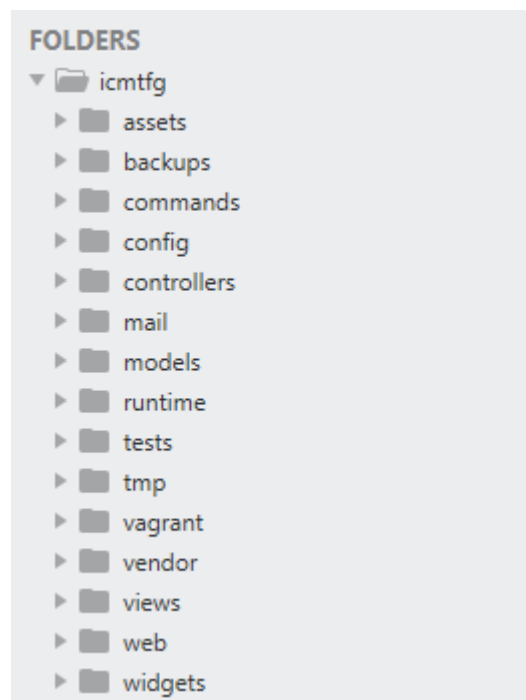 FOLDERS
icmtfg
assets
backups
commands
config
controllers
mail
models
runtime
tests
tmp
vagrant
vendor
views
web
widgets